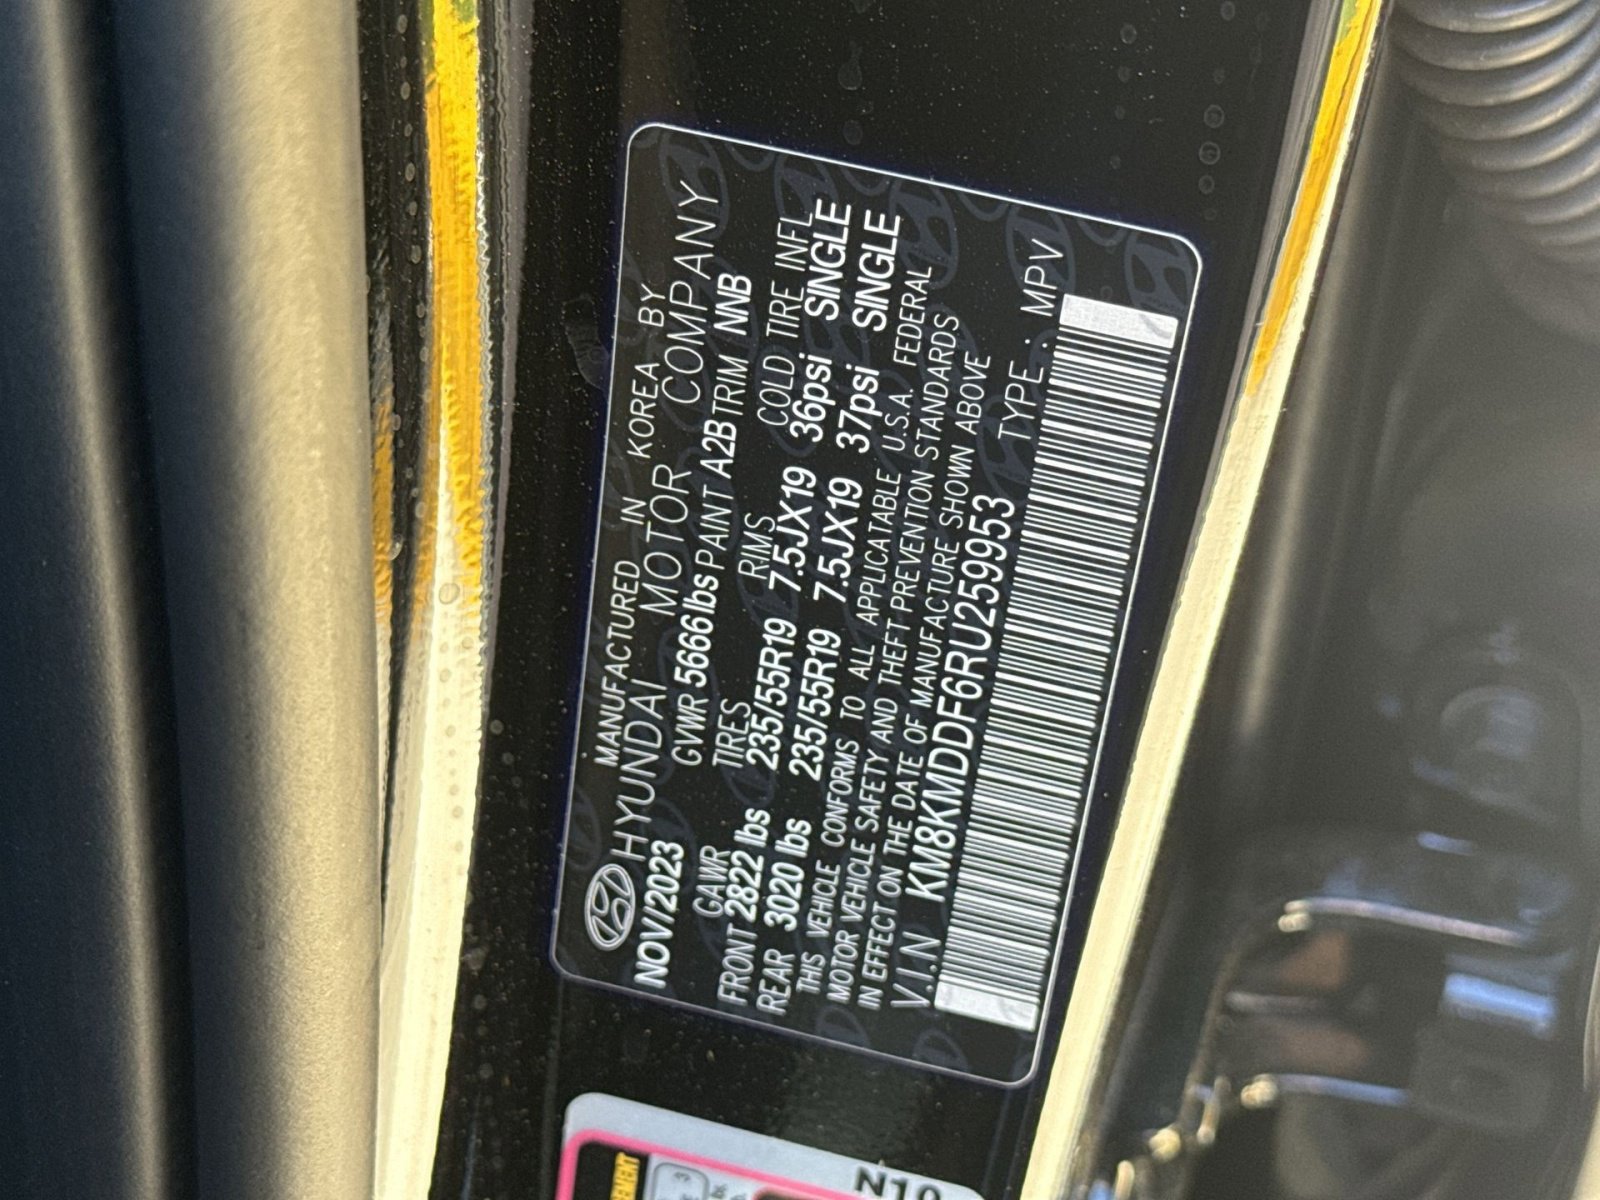 MANUFACTURED IN KOREA BY
HYUNDAI MOTOR COMPANY
NOV/2023 GVWR 5666lbs PAINT A2B TRIM NNB
GAWR TIRES RIMS COLD TIRE INFL.
FRONT 2822 lbs 235/55R19 7.5JX19 36psi SINGLE
REAR 3020 lbs 235/55R19 7.5JX19 37psi SINGLE
THIS VEHICLE CONFORMS TO ALL APPLICATABLE U.S.A. FEDERAL
MOTOR VEHICLE SAFETY AND THEFT PREVENTION STANDARDS
IN EFFECT ON THE DATE OF MANUFACTURE SHOWN ABOVE
V.I.N KM8KMDDF6RU259953 TYPE : MPV
N10
3